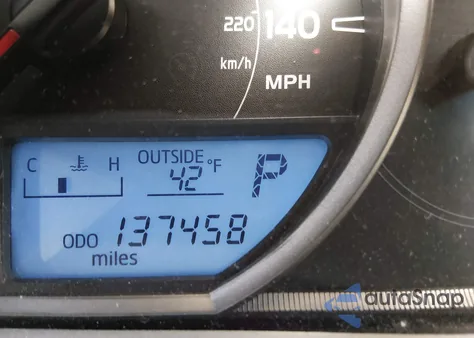 220 140
km/h
MPH
C H OUTSIDE
42 °F P
ODO 137458
miles
autoSnap